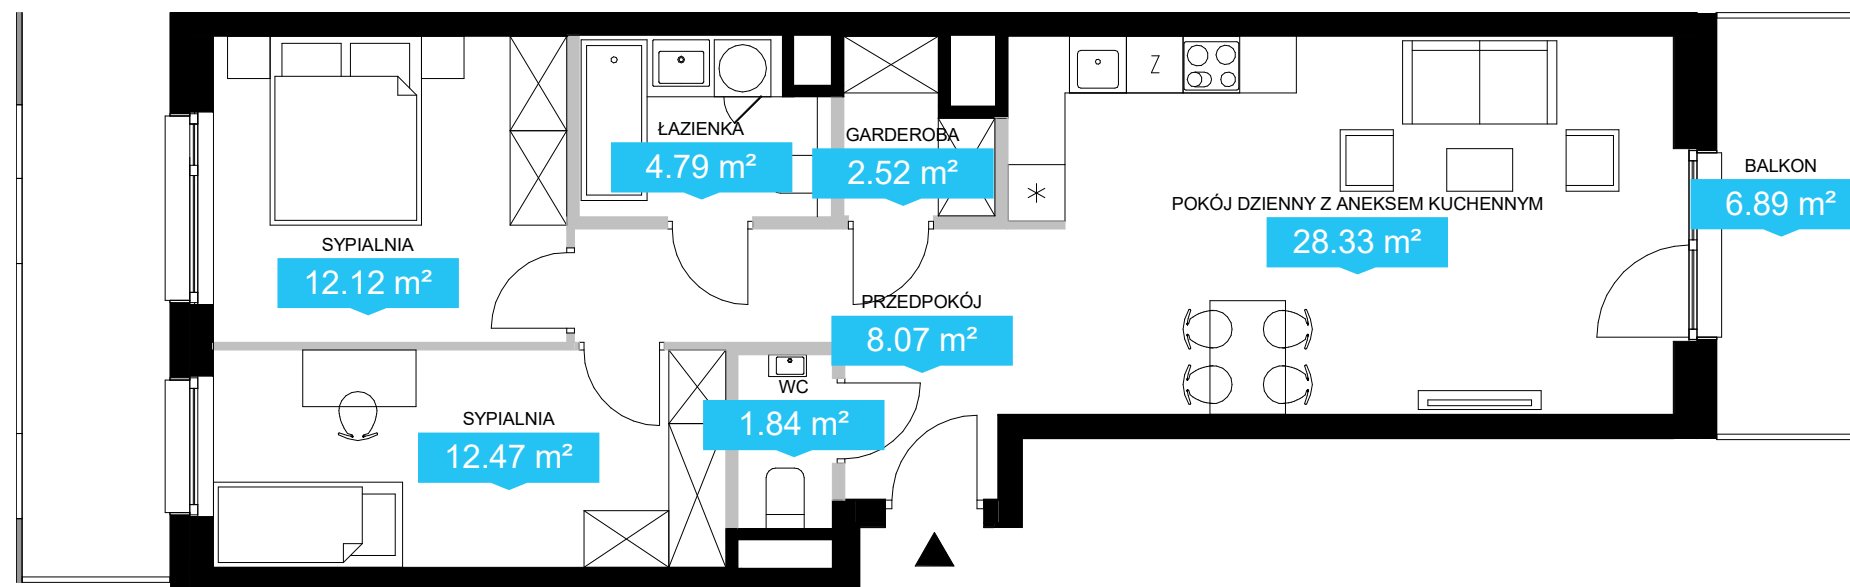 Z
ŁAZIENKA
4.79 m²
GARDEROBA
2.52 m²
BALKON
6.89 m²
POKÓJ DZIENNY Z ANEKSEM KUCHENNYM
28.33 m²
SYPIALNIA
12.12 m²
PRZEDPOKÓJ
8.07 m²
WC
1.84 m²
SYPIALNIA
12.47 m²